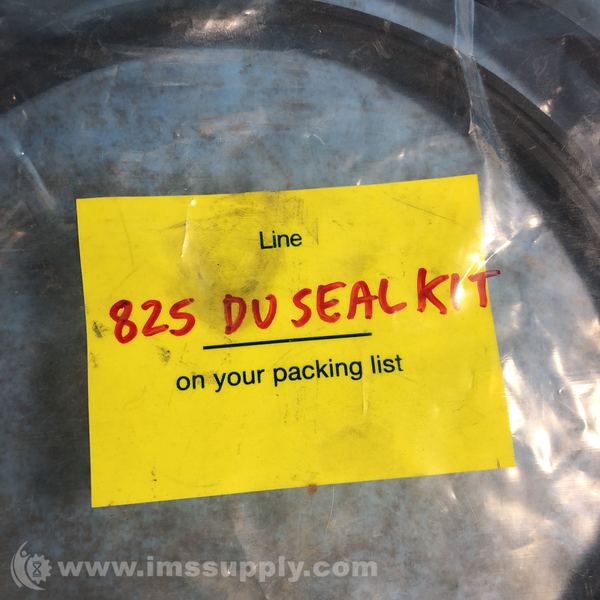 Line
825 DU SEAL KIT
on your packing list
www.imssupply.com